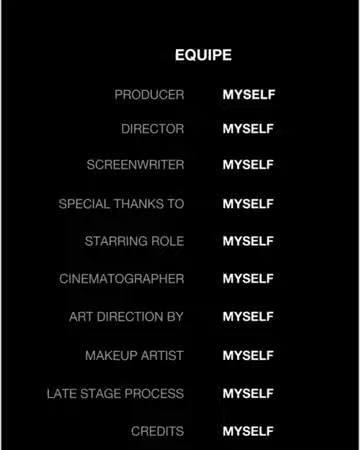 EQUIPE
PRODUCER MYSELF
DIRECTOR MYSELF
SCREENWRITER MYSELF
SPECIAL THANKS TO MYSELF
STARRING ROLE MYSELF
CINEMATOGRAPHER MYSELF
ART DIRECTION BY MYSELF
MAKEUP ARTIST MYSELF
LATE STAGE PROCESS MYSELF
CREDITS MYSELF